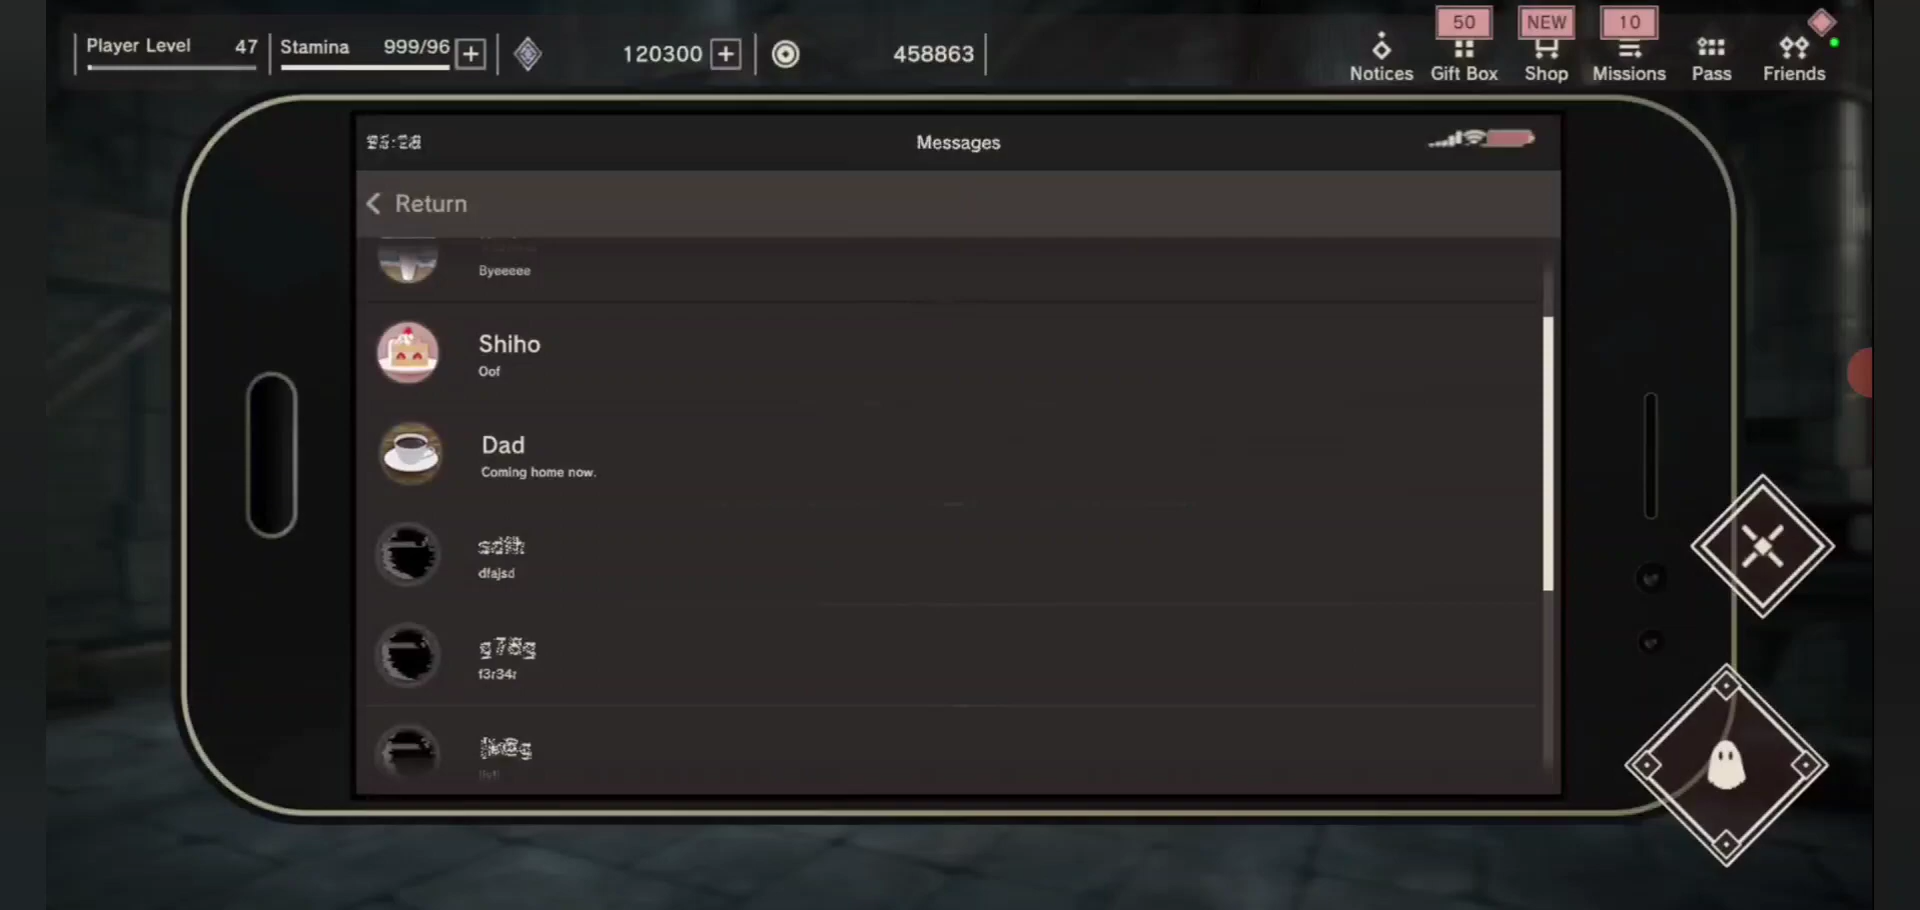 Player Level 47 Stamina 999/96 120300 458863
50 NEW 10
Notices Gift Box Shop Missions Pass Friends
Messages
Return
Byeeeee
Shiho
Oof
Dad
Coming home now.
dfajsd
f3r34r